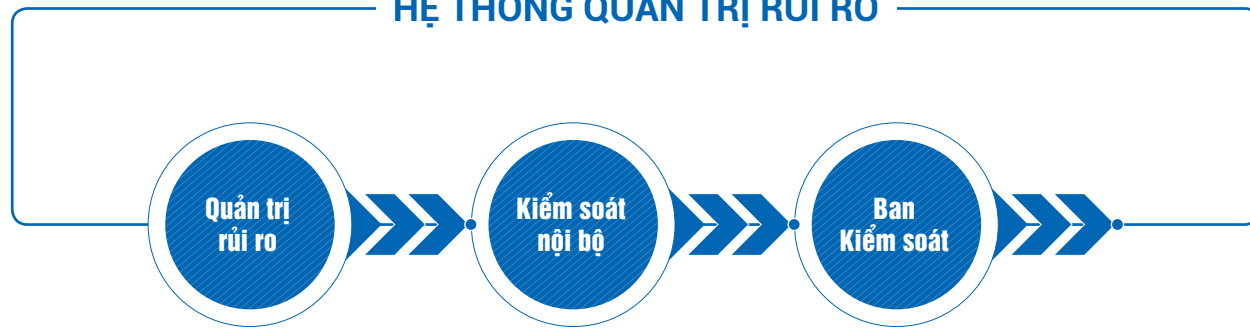 HỆ THỐNG QUẢN TRỊ RỦI RO
Quản trị
rủi ro
Kiểm soát
nội bộ
Ban
Kiểm soát